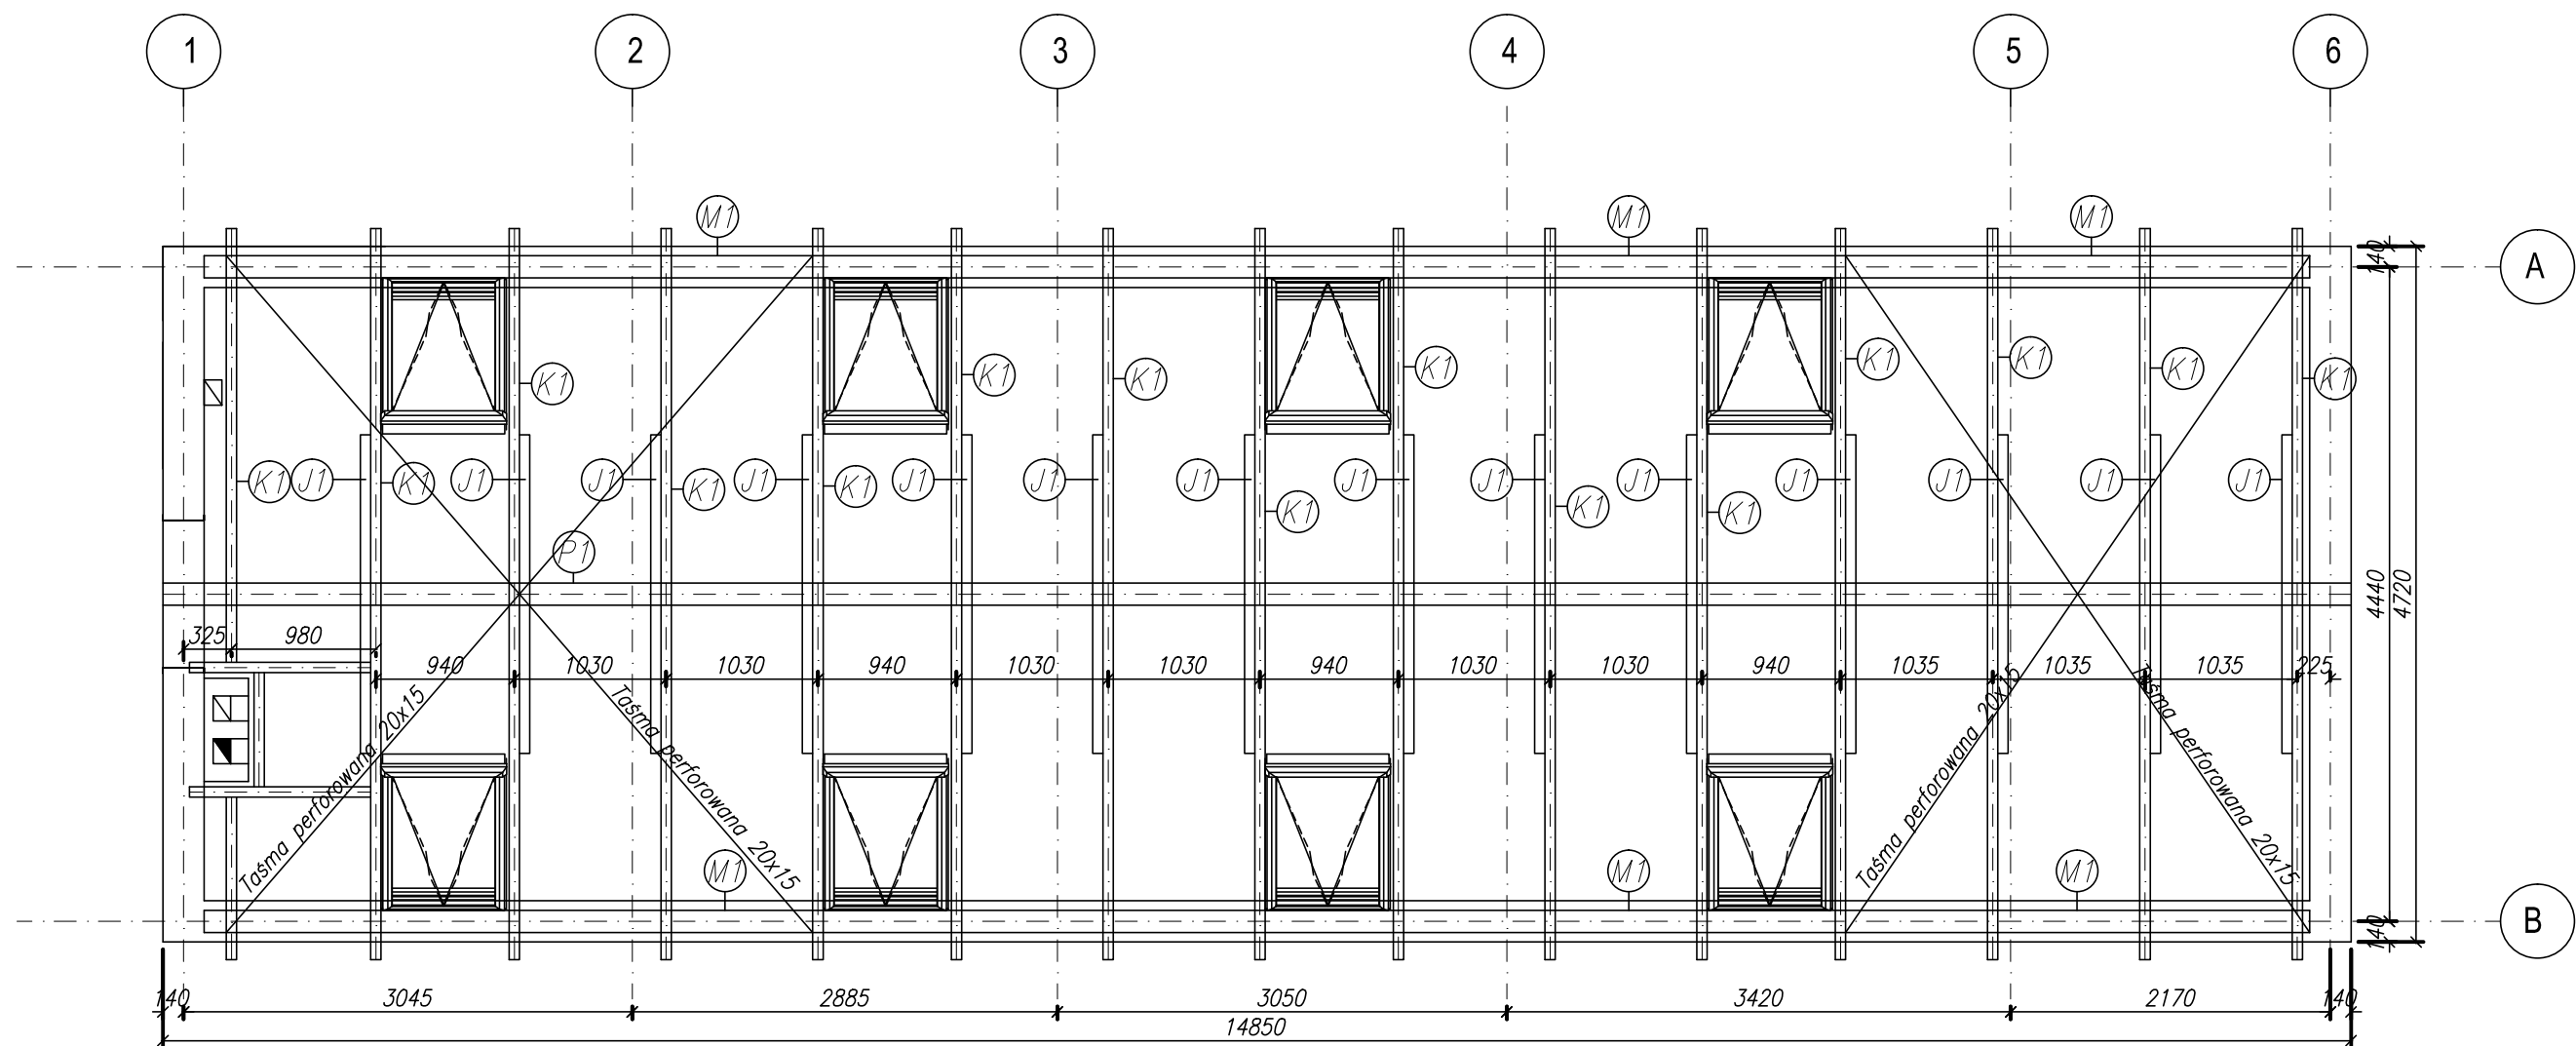 1 2 3 4 5 6
M1 M1 M1
140
A
K1 K1 K1 K1 K1 K1 K1 K1
K1 J1 K1 J1 J1 K1 J1 K1 J1 J1 J1 K1 J1 J1 K1 J1 K1 J1 J1 J1 J1
P1
4440
4720
325 980
940 1030 1030 940 1030 1030 940 1030 1030 940 1035 1035 1035 225
Taśma perforowana 20x15
Taśma perforowana 20x15
Taśma perforowana 20x15
Taśma perforowana 20x15
M1 M1 M1
140
B
140 3045 2885 3050 3420 2170 140
14850